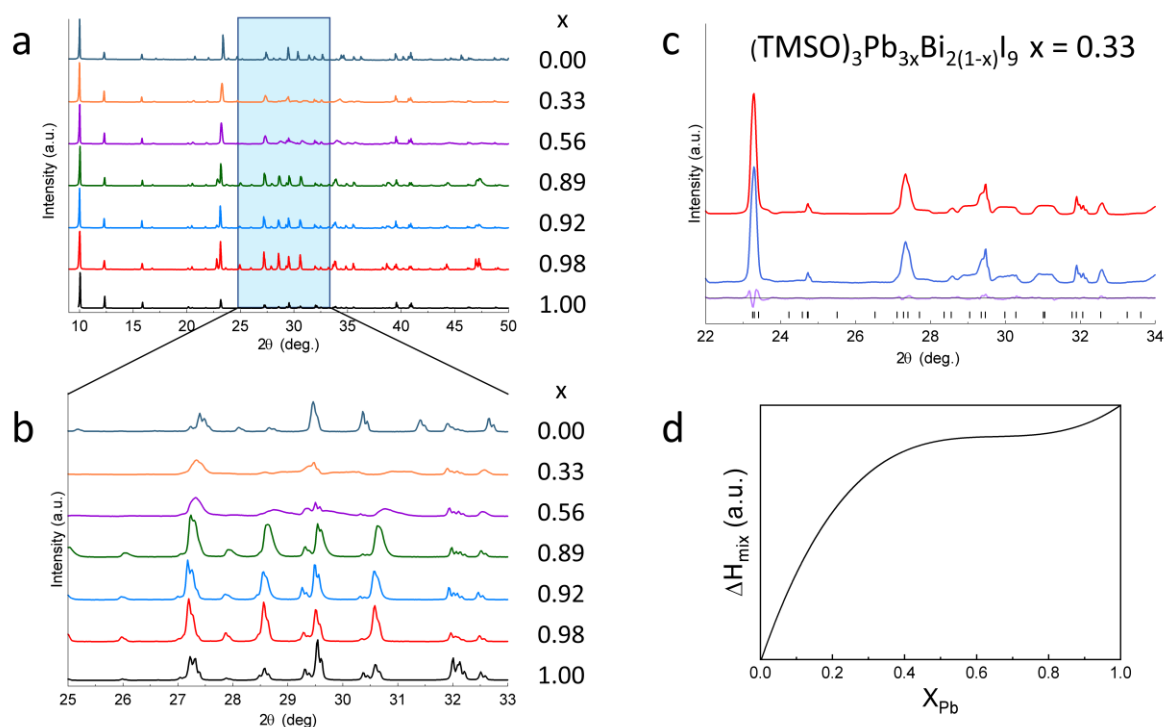 a
x
0.00
0.33
0.56
0.89
0.92
0.98
1.00
Intensity (a.u.)
10 15 20 25 30 35 40 45 50
2θ (deg.)
b
x
0.00
0.33
0.56
0.89
0.92
0.98
1.00
Intensity (a.u.)
25 26 27 28 29 30 31 32 33
2θ (deg)
c
(TMSO)₃Pb₃ₓBi₂₍₁₋ₓ₎I₉ x = 0.33
Intensity (a.u.)
22 24 26 28 30 32 34
2θ (deg.)
d
ΔHmix (a.u.)
0.0 0.2 0.4 0.6 0.8 1.0
XPb